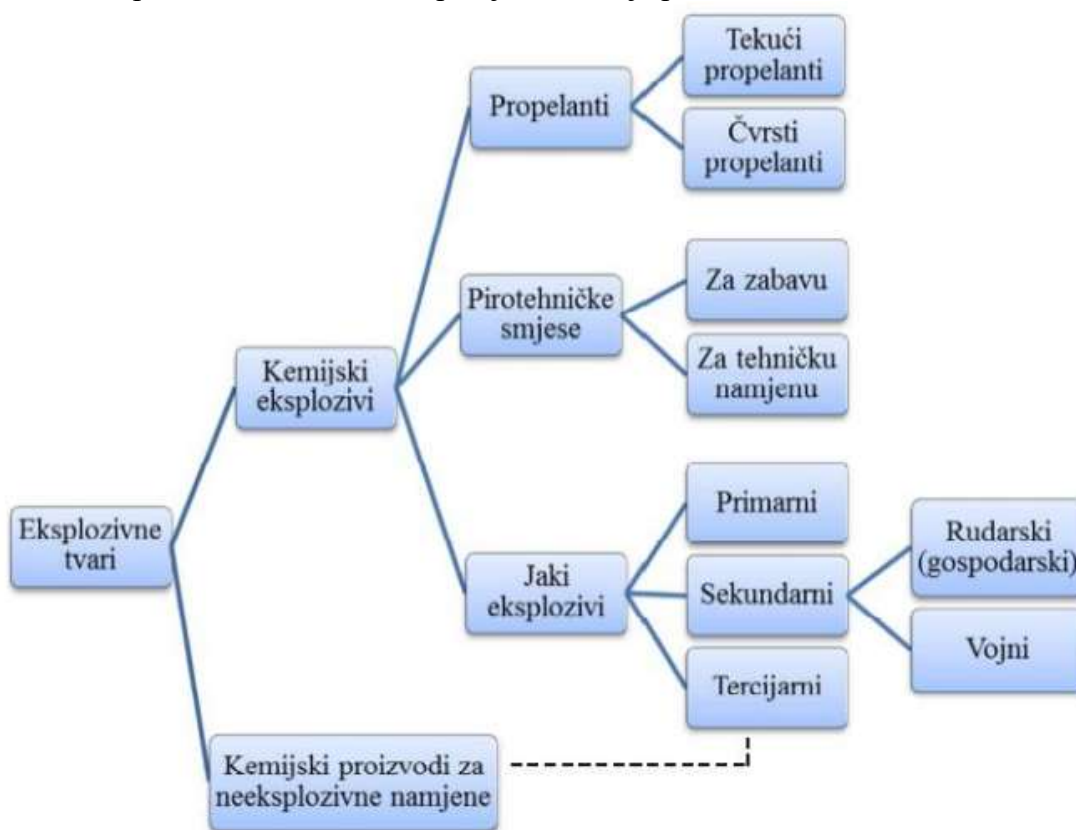 Tekući
propelanti
Propelanti
Čvrsti
propelanti
Za zabavu
Pirotehničke
smjese
Za tehničku
namjenu
Kemijski
eksplozivi
Primarni
Rudarski
(gospodarski)
Eksplozivne
tvari
Jaki
eksplozivi
Sekundarni
Vojni
Tercijarni
Kemijski proizvodi za
neeksplozivne namjene